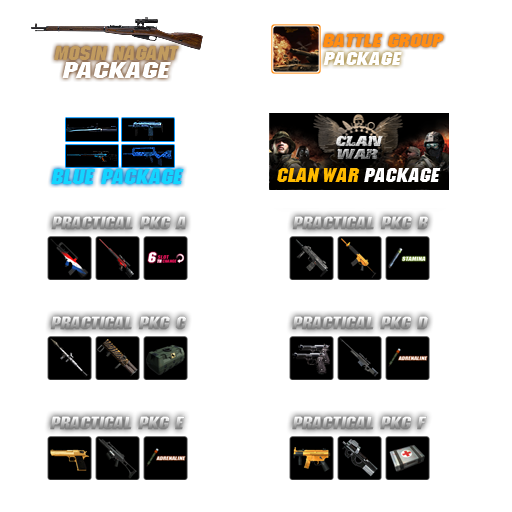 MOSIN NAGANT
PACKAGE
BATTLE GROUP
PACKAGE
BLUE PACKAGE
CLAN
WAR
CLAN WAR PACKAGE
PRACTICAL PKG A
6 SLOT
PRACTICAL PKG B
STAMINA
PRACTICAL PKG C
PRACTICAL PKG D
ADRENALINE
PRACTICAL PKG E
ADRENALINE
PRACTICAL PKG F